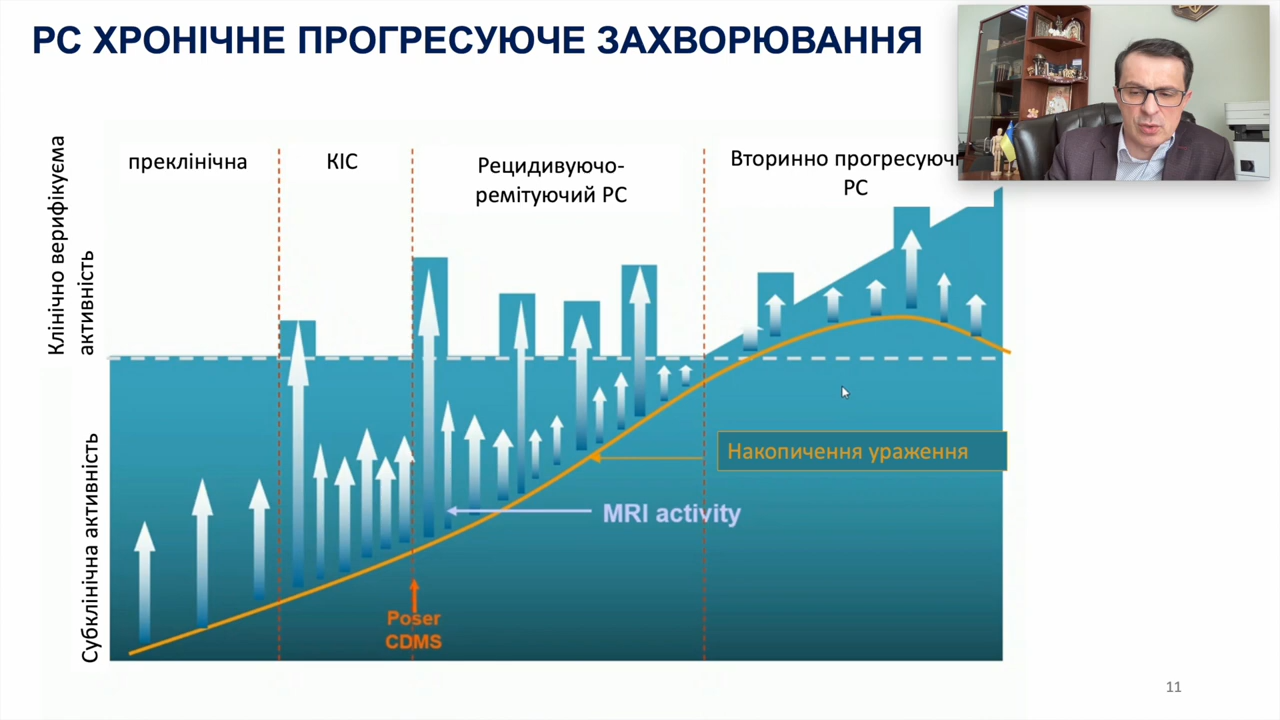 РС ХРОНІЧНЕ ПРОГРЕСУЮЧЕ ЗАХВОРЮВАННЯ
Клінічно верифікуєма
активність
Субклінічна активність
преклінічна
КІС
Рецидивуючо-
ремітуючий РС
Вторинно
РС
Накопичення ураження
MRI activity
Poser
CDMS
11